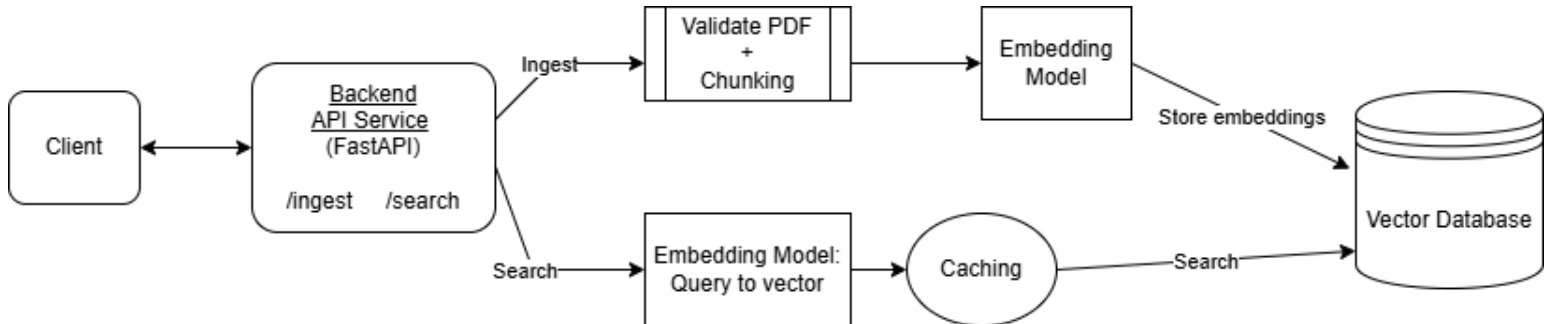 Client
Backend
API Service
(FastAPI)
/ingest /search
Ingest
Validate PDF
+
Chunking
Embedding
Model
Store embeddings
Search
Embedding Model:
Query to vector
Caching
Search
Vector Database